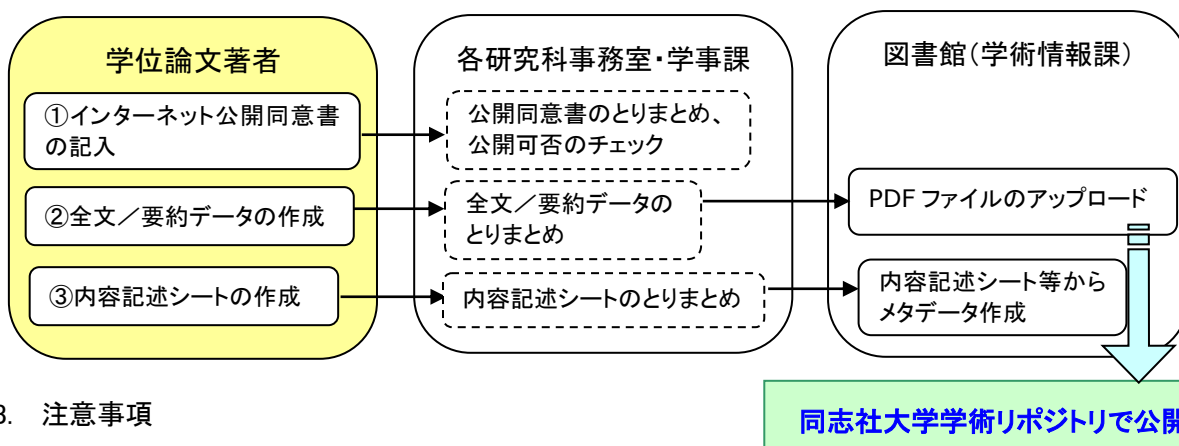 学位論文著者
①インターネット公開同意書
の記入
②全文／要約データの作成
③内容記述シートの作成
各研究科事務室・学事課
公開同意書のとりまとめ、
公開可否のチェック
全文／要約データの
とりまとめ
内容記述シートのとりまとめ
図書館(学術情報課)
PDF ファイルのアップロード
内容記述シート等から
メタデータ作成
同志社大学学術リポジトリで公開
3. 注意事項